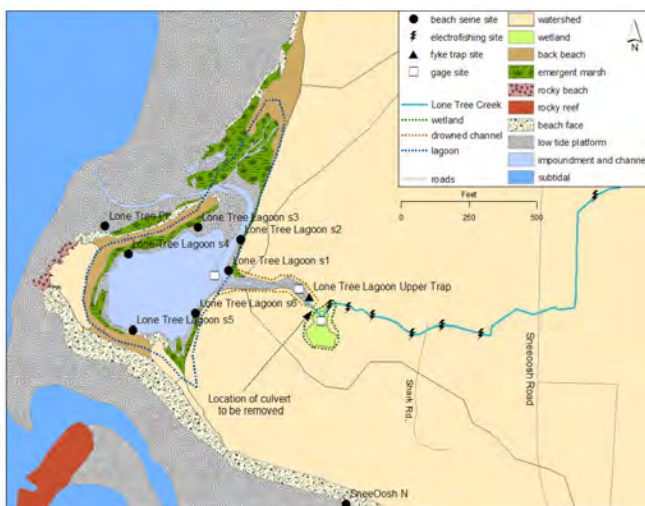 beach seine site
electrofishing site
fyke trap site
gage site
Lone Tree Creek
wetland
drowned channel
lagoon
roads
watershed
wetland
back beach
emergent marsh
rocky beach
rocky reef
beach face
low tide platform
impoundment and channel
subtidal
N
Feet
0 250 500
Lone Tree Pt
Lone Tree Lagoon s3
Lone Tree Lagoon s2
Lone Tree Lagoon s4
Lone Tree Lagoon s1
Lone Tree Lagoon Upper Trap
Lone Tree Lagoon s6
Lone Tree Lagoon s5
Location of culvert
to be removed
Shark Rd.
Sneeoosh Road
SneeOosh N